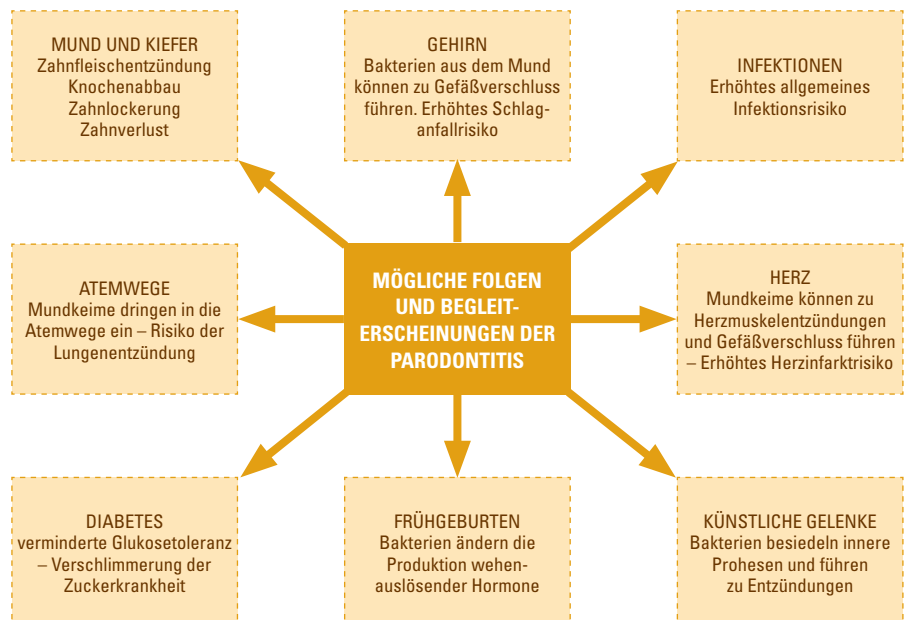 MUND UND KIEFER
Zahnfleischentzündung
Knochenabbau
Zahnlockerung
Zahnverlust
GEHIRN
Bakterien aus dem Mund
können zu Gefäßverschluss
führen. Erhöhtes Schlag-
anfallrisiko
INFEKTIONEN
Erhöhtes allgemeines
Infektionsrisiko
ATEMWEGE
Mundkeime dringen in die
Atemwege ein – Risiko der
Lungenentzündung
MÖGLICHE FOLGEN
UND BEGLEIT-
ERSCHEINUNGEN DER
PARODONTITIS
HERZ
Mundkeime können zu
Herzmuskelentzündungen
und Gefäßverschluss führen
– Erhöhtes Herzinfarktrisiko
DIABETES
verminderte Glukosetoleranz
– Verschlimmerung der
Zuckerkrankheit
FRÜHGEBURTEN
Bakterien ändern die
Produktion wehen-
auslösender Hormone
KÜNSTLICHE GELENKE
Bakterien besiedeln innere
Prohesen und führen
zu Entzündungen